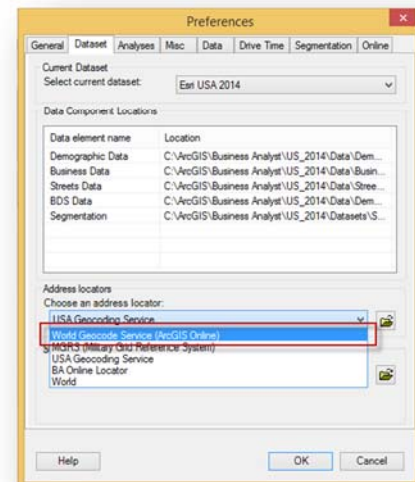 Preferences
×
General Dataset Analyses Misc Data Drive Time Segmentation Online
Current Dataset
Select current dataset: Esri USA 2014
Data Component Locations
Data element name Location
Demographic Data C:\ArcGIS\Business Analyst\US_2014\Data\Dem...
Business Data C:\ArcGIS\Business Analyst\US_2014\Data\Busin...
Streets Data C:\ArcGIS\Business Analyst\US_2014\Data\Stree...
BDS Data C:\ArcGIS\Business Analyst\US_2014\Datasets\...
Segmentation C:\ArcGIS\Business Analyst\US_2014\Datasets\S...
Address locators
Choose an address locator:
USA Geocoding Service
World Geocode Service (ArcGIS Online)
S MGRS (Military Grid Reference System)
USA Geocoding Service
BA Online Locator
World
Help OK Cancel